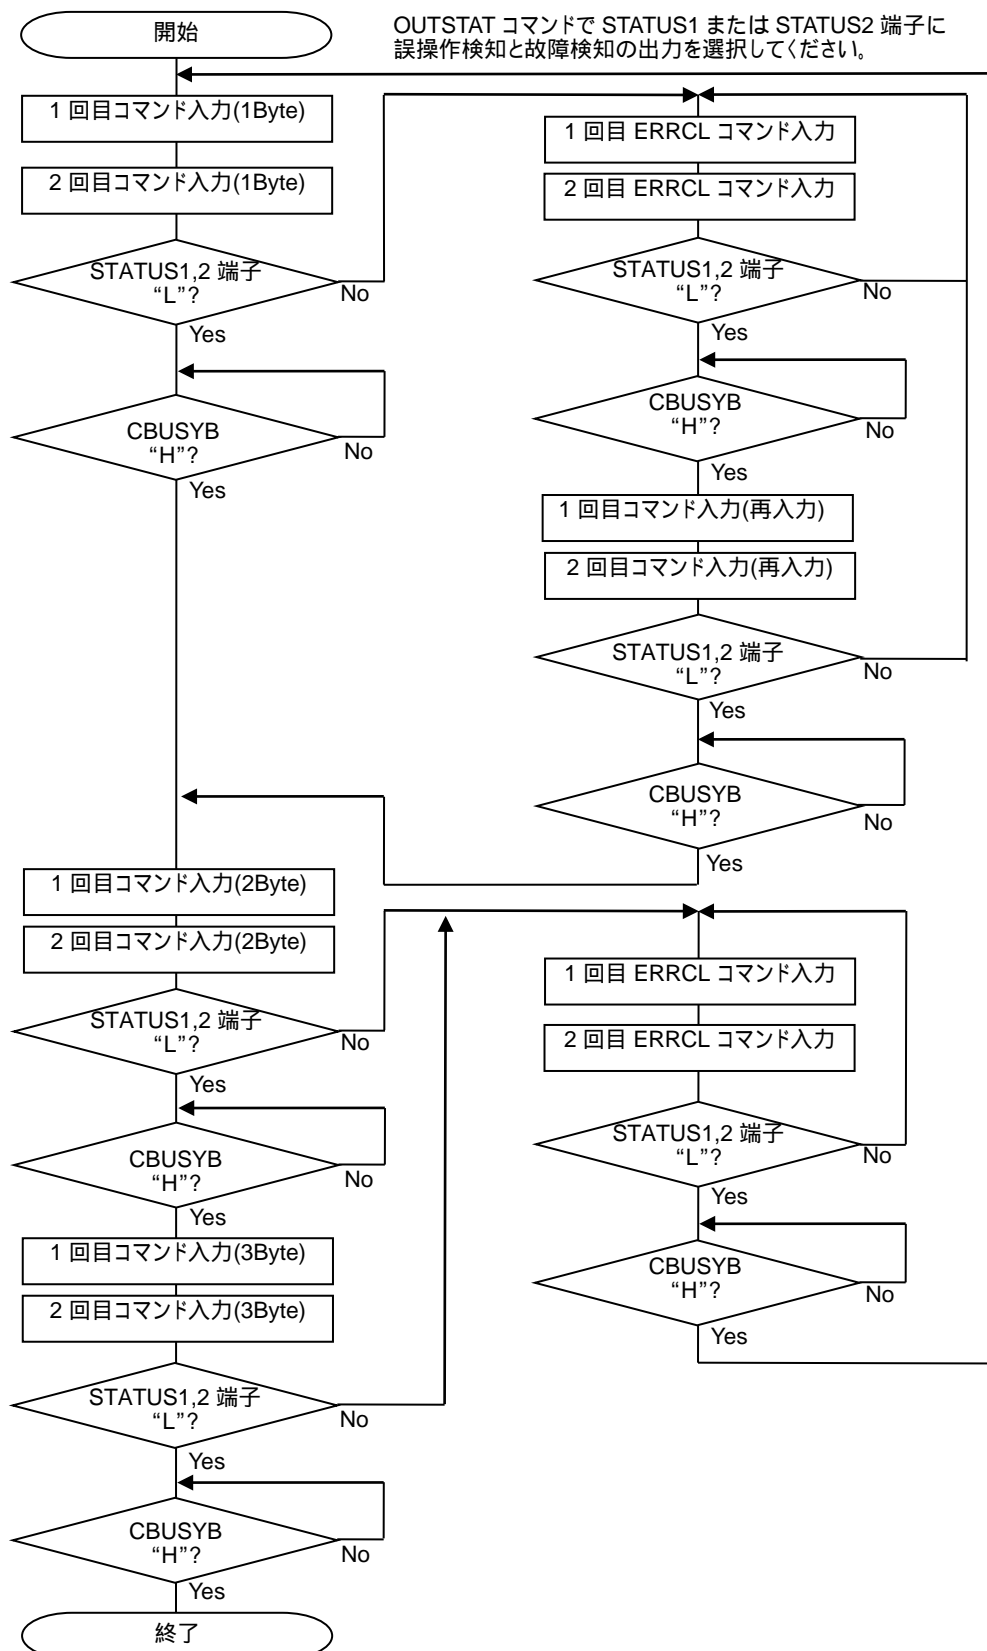 開始
OUTSTAT コマンドで STATUS1 または STATUS2 端子に
誤操作検知と故障検知の出力を選択してください。
1 回目コマンド入力(1Byte)
2 回目コマンド入力(1Byte)
STATUS1,2 端子
“L”?
No
Yes
CBUSYB
“H”?
No
Yes
1 回目 ERRCL コマンド入力
2 回目 ERRCL コマンド入力
STATUS1,2 端子
“L”?
No
Yes
CBUSYB
“H”?
No
Yes
1 回目コマンド入力(再入力)
2 回目コマンド入力(再入力)
STATUS1,2 端子
“L”?
No
Yes
CBUSYB
“H”?
No
Yes
1 回目コマンド入力(2Byte)
2 回目コマンド入力(2Byte)
STATUS1,2 端子
“L”?
No
Yes
CBUSYB
“H”?
No
Yes
1 回目コマンド入力(3Byte)
2 回目コマンド入力(3Byte)
STATUS1,2 端子
“L”?
No
Yes
CBUSYB
“H”?
No
Yes
終了
1 回目 ERRCL コマンド入力
2 回目 ERRCL コマンド入力
STATUS1,2 端子
“L”?
No
Yes
CBUSYB
“H”?
No
Yes